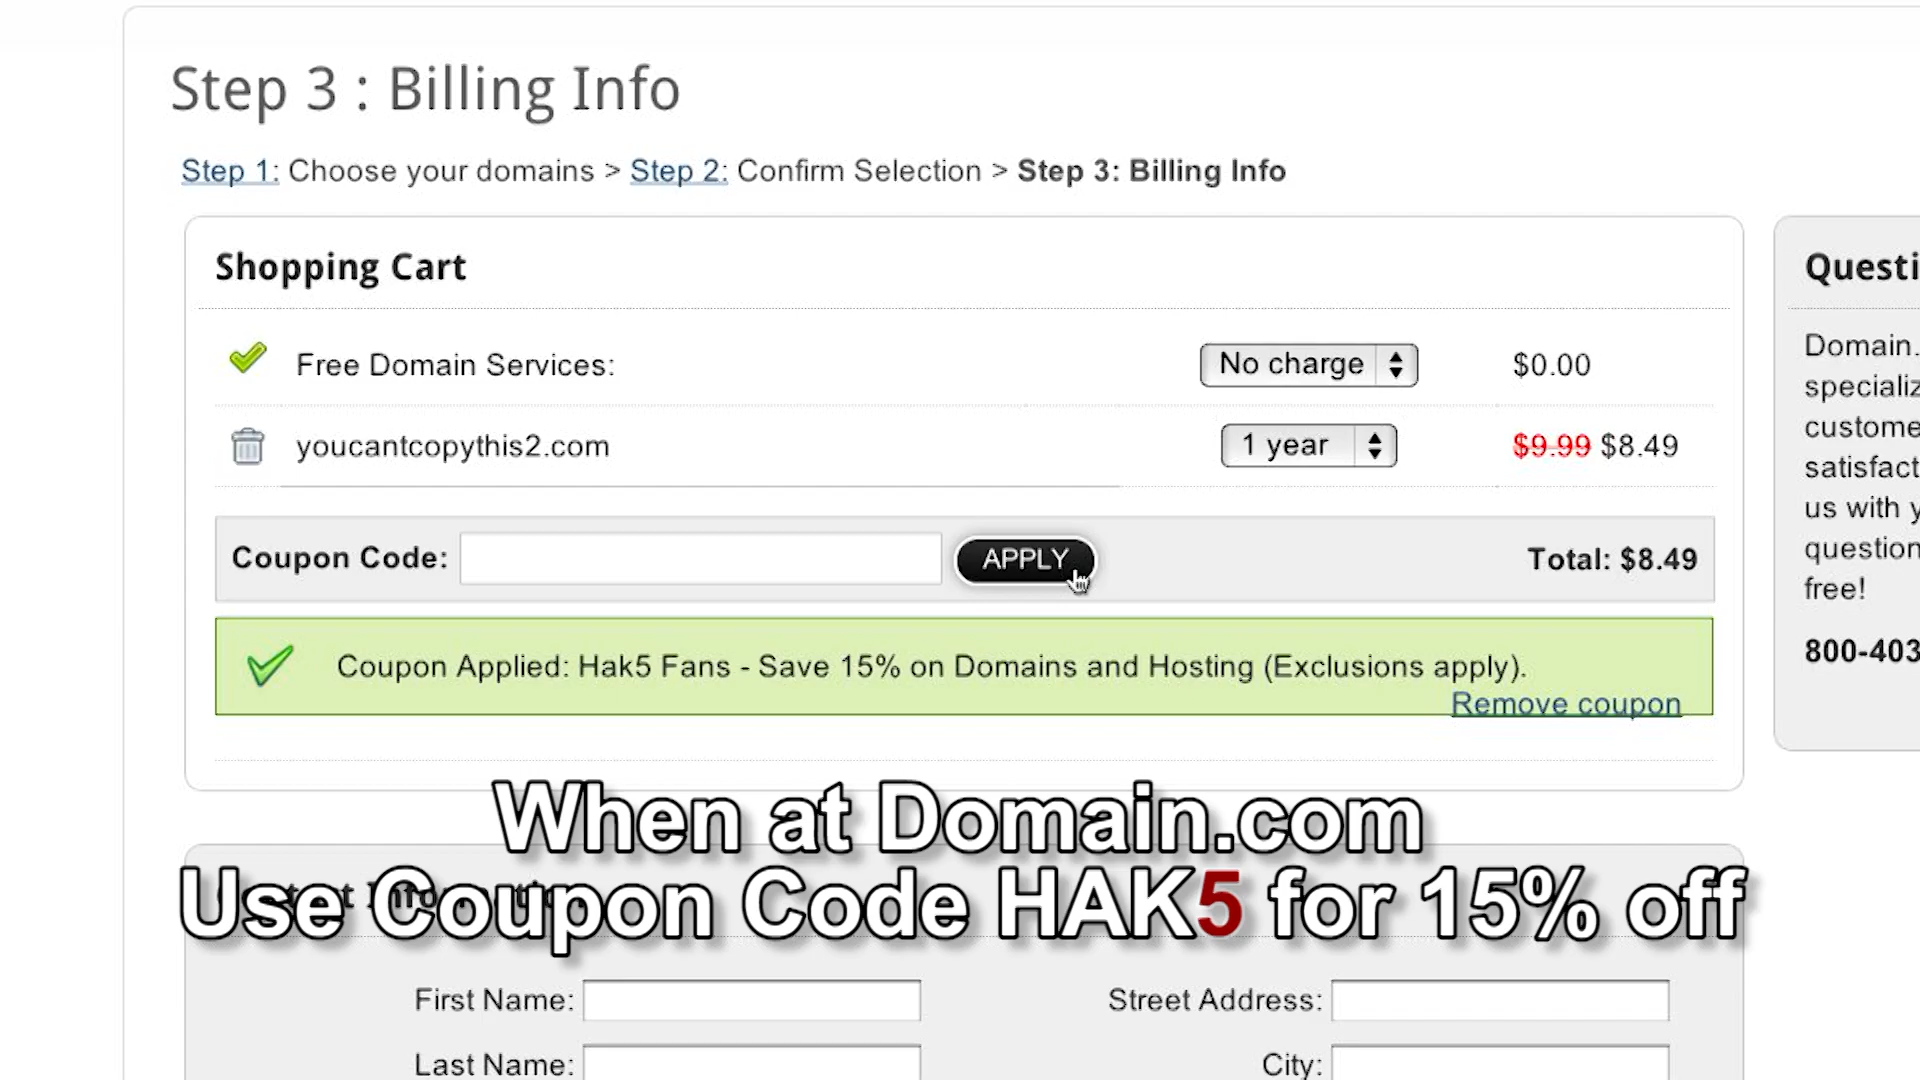 Step 3 : Billing Info
Step 1: Choose your domains > Step 2: Confirm Selection > Step 3: Billing Info
Shopping Cart
Free Domain Services: No charge $0.00
youcantcopythis2.com 1 year $9.99 $8.49
Coupon Code: APPLY Total: $8.49
Coupon Applied: Hak5 Fans - Save 15% on Domains and Hosting (Exclusions apply).
Remove coupon
Questi
Domain.
specializ
custome
satisfact
us with y
question
free!
800-403
When at Domain.com
Use Coupon Code HAK5 for 15% off
First Name: Street Address:
Last Name: City: